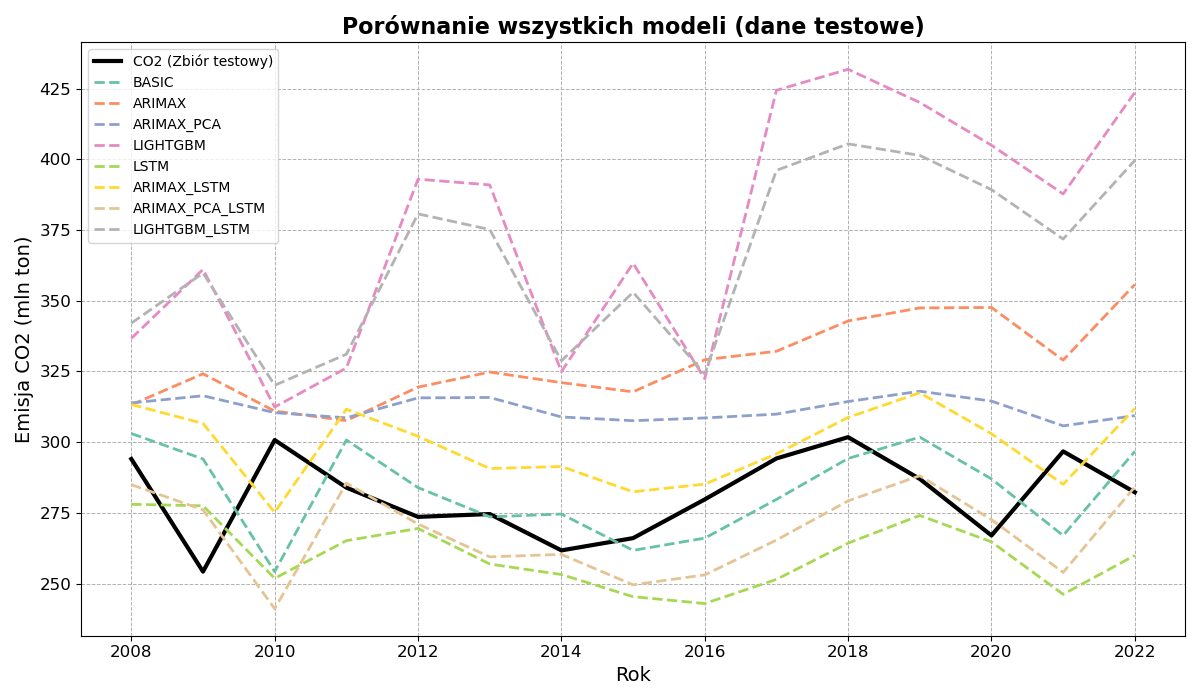 Porównanie wszystkich modeli (dane testowe)
CO2 (Zbiór testowy)
BASIC
ARIMAX
ARIMAX_PCA
LIGHTGBM
LSTM
ARIMAX_LSTM
ARIMAX_PCA_LSTM
LIGHTGBM_LSTM
Emisja CO2 (mln ton)
425
400
375
350
325
300
275
250
2008 2010 2012 2014 2016 2018 2020 2022
Rok